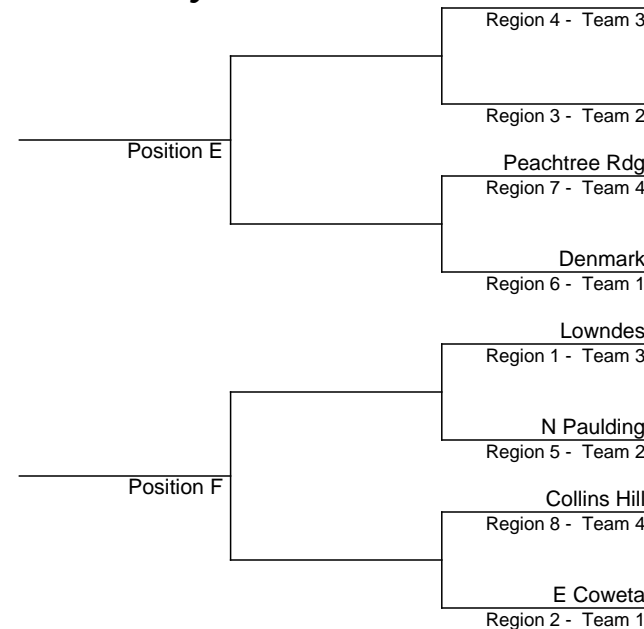 Region 4 - Team 3
Region 3 - Team 2
Position E
Peachtree Rdg
Region 7 - Team 4
Denmark
Region 6 - Team 1
Lowndes
Region 1 - Team 3
N Paulding
Region 5 - Team 2
Position F
Collins Hill
Region 8 - Team 4
E Coweta
Region 2 - Team 1